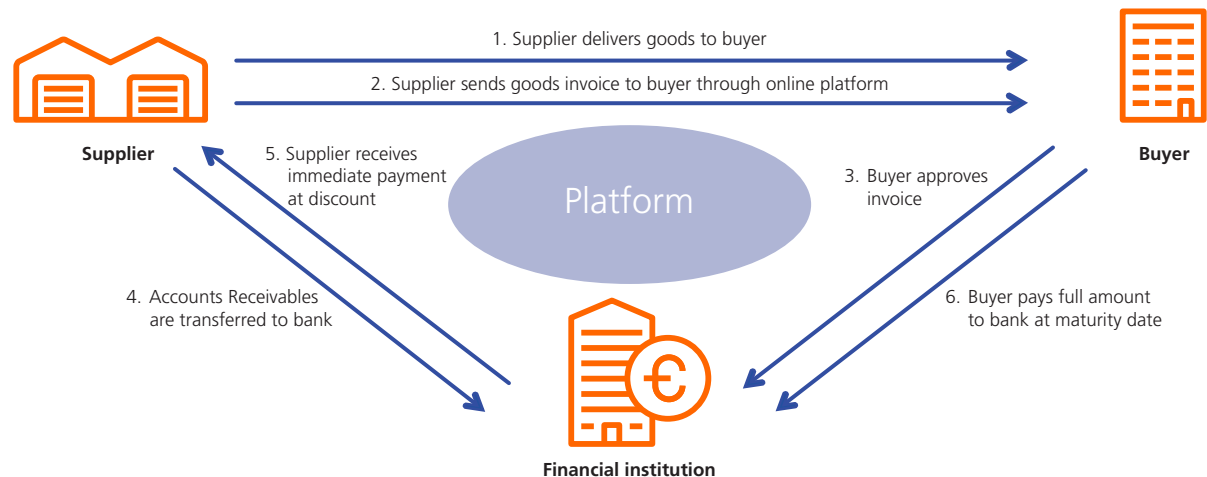 1. Supplier delivers goods to buyer
2. Supplier sends goods invoice to buyer through online platform
Supplier
Buyer
5. Supplier receives
immediate payment
at discount
Platform
3. Buyer approves
invoice
4. Accounts Receivables
are transferred to bank
6. Buyer pays full amount
to bank at maturity date
€
Financial institution